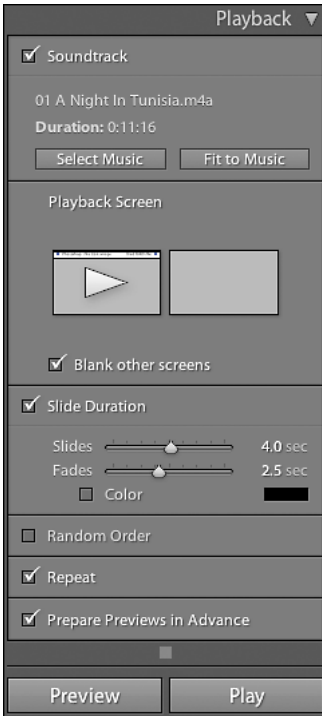 Playback
Soundtrack
01 A Night In Tunisia.m4a
Duration: 0:11:16
Select Music Fit to Music
Playback Screen
Blank other screens
Slide Duration
Slides 4.0 sec
Fades 2.5 sec
Color
Random Order
Repeat
Prepare Previews in Advance
Preview Play